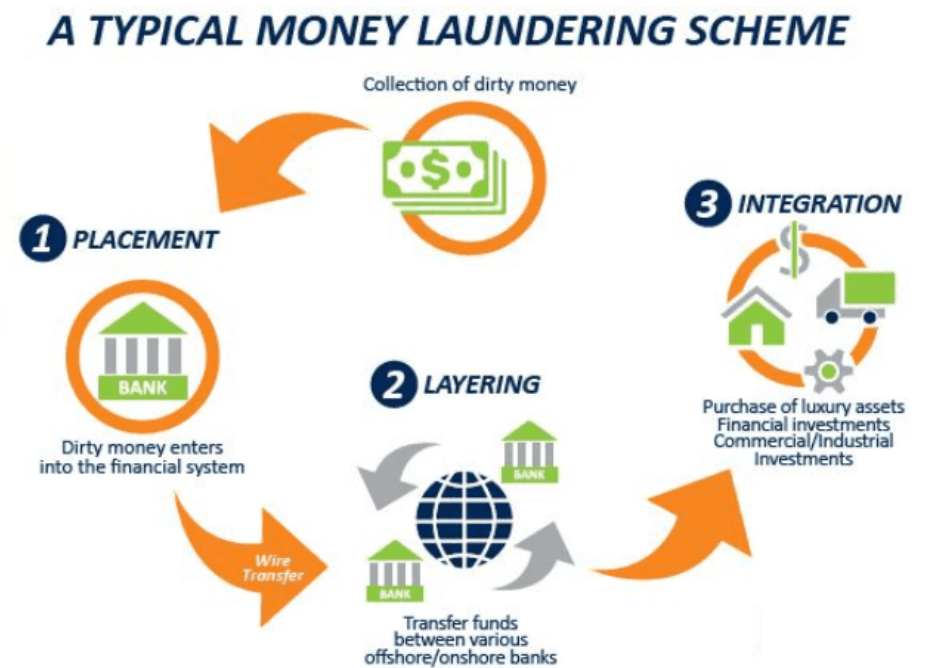 A TYPICAL MONEY LAUNDERING SCHEME
Collection of dirty money
$
1 PLACEMENT
BANK
Dirty money enters
into the financial system
Wire
Transfer
2 LAYERING
BANK
BANK
Transfer funds
between various
offshore/onshore banks
3 INTEGRATION
$
Purchase of luxury assets
Financial investments
Commercial/Industrial
Investments